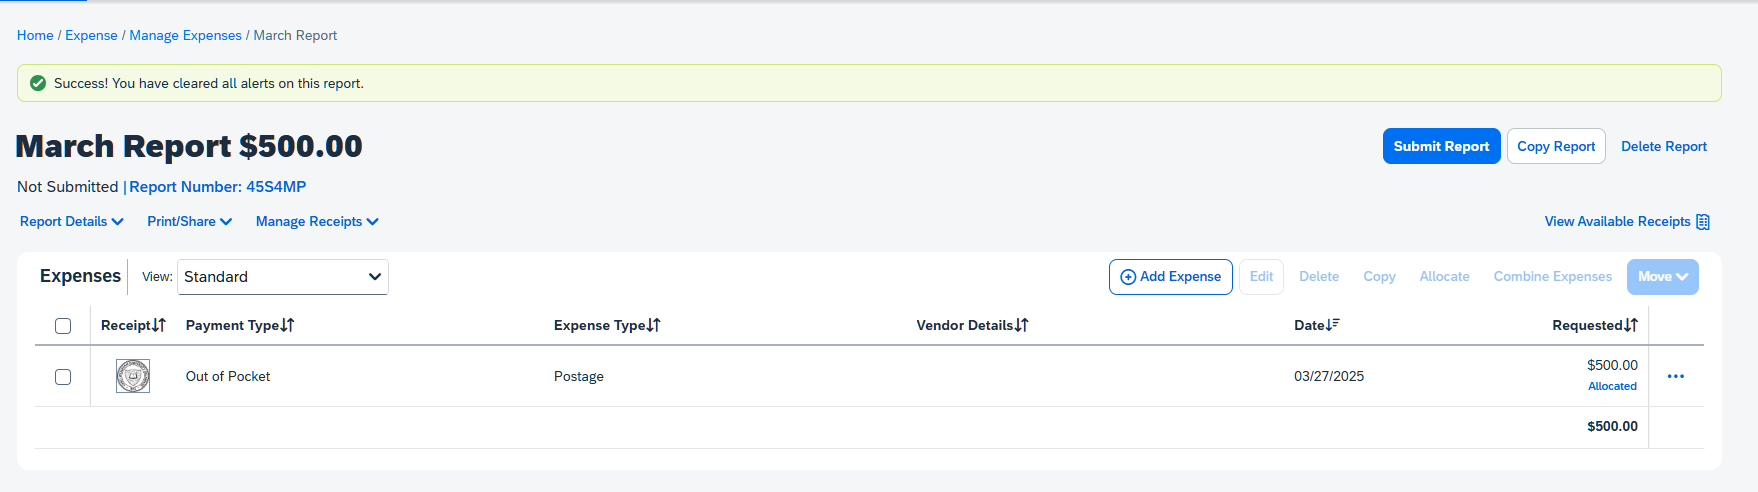 Home / Expense / Manage Expenses / March Report
Success! You have cleared all alerts on this report.
March Report $500.00
Submit Report Copy Report Delete Report
Not Submitted | Report Number: 45S4MP
Report Details Print/Share Manage Receipts View Available Receipts
Expenses View: Standard Add Expense Edit Delete Copy Allocate Combine Expenses Move
Receipt Payment Type Expense Type Vendor Details Date Requested
Out of Pocket Postage 03/27/2025 $500.00
Allocated
$500.00